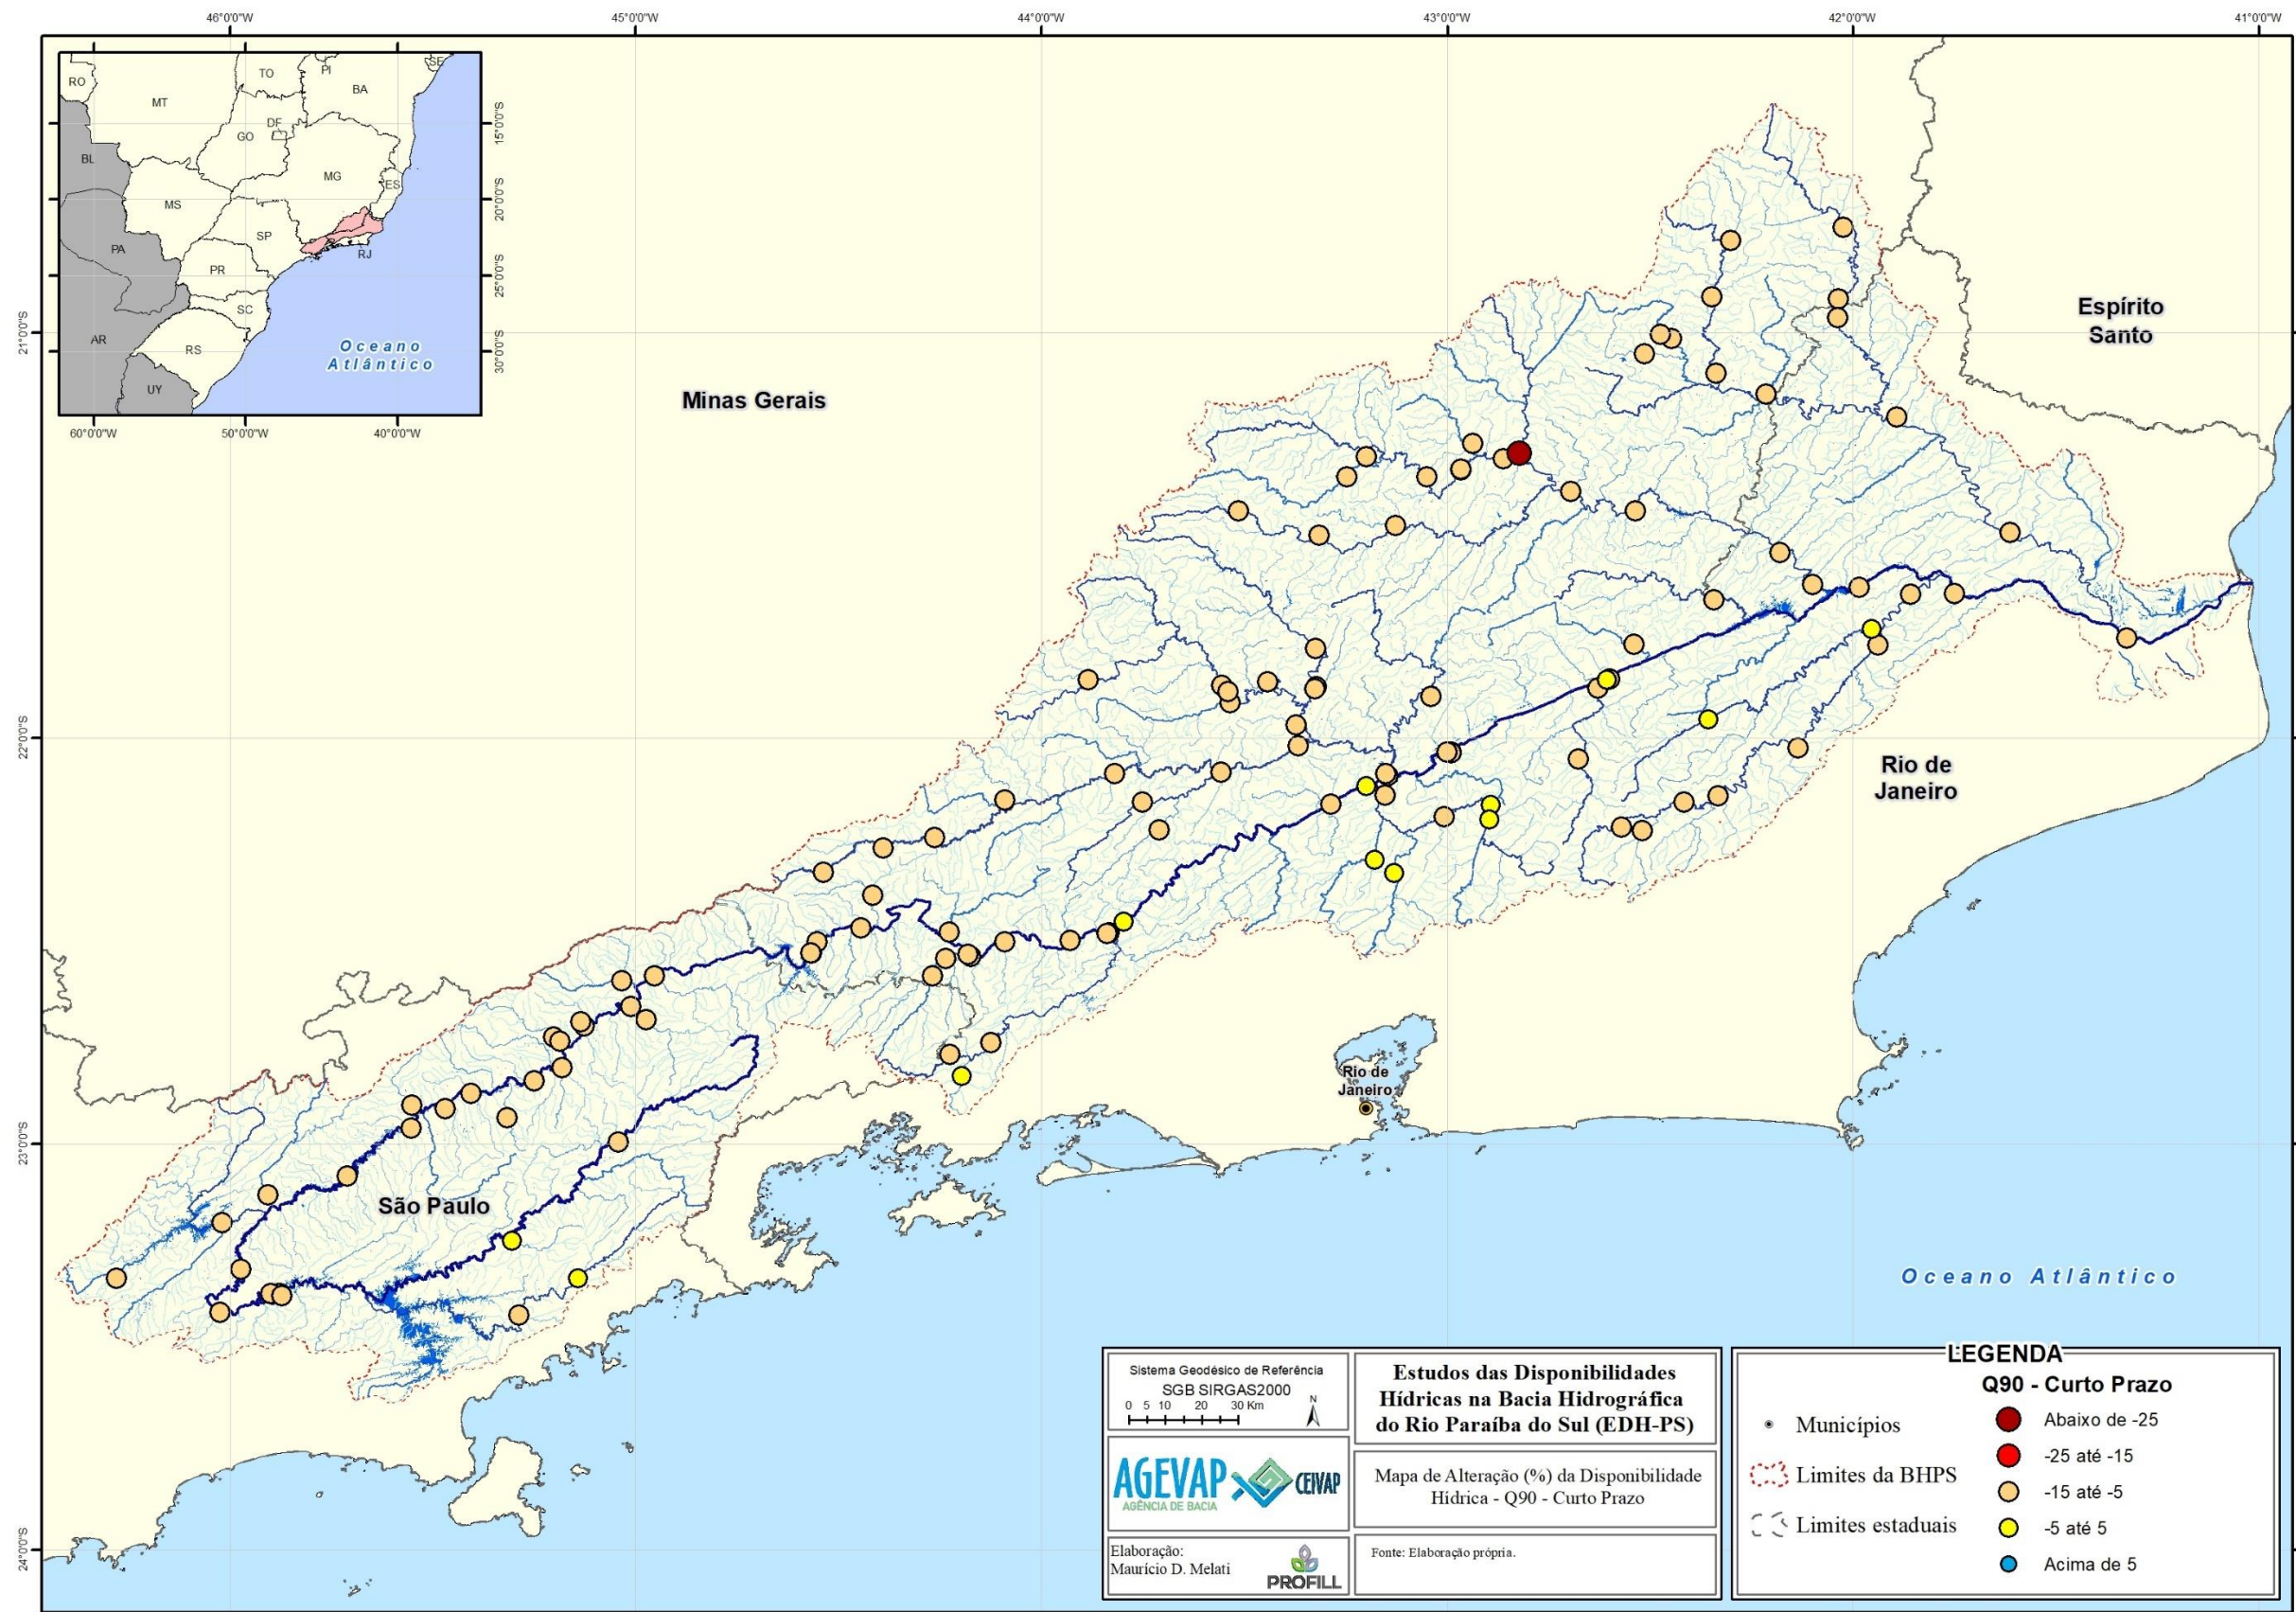 46°0'0"W
45°0'0"W
44°0'0"W
43°0'0"W
42°0'0"W
41°0'0"W
RO
MT
TO
PI
SE
BA
GO
DF
BL
MG
ES
MS
SP
PA
RJ
PR
SC
AR
RS
UY
Oceano
Atlântico
15°0'0"S
20°0'0"S
25°0'0"S
30°0'0"S
60°0'0"W
50°0'0"W
40°0'0"W
21°0'0"S
22°0'0"S
23°0'0"S
24°0'0"S
Espírito
Santo
Minas Gerais
Rio de
Janeiro
Rio de
Janeiro
São Paulo
Oceano Atlântico
Sistema Geodésico de Referência
SGB SIRGAS2000
0 5 10 20 30 Km
N
Estudos das Disponibilidades
Hídricas na Bacia Hidrográfica
do Rio Paraíba do Sul (EDH-PS)
AGEVAP
AGÊNCIA DE BACIA
CEIVAP
Mapa de Alteração (%) da Disponibilidade
Hídrica - Q90 - Curto Prazo
Elaboração:
Maurício D. Melati
PROFILL
Fonte: Elaboração própria.
LEGENDA
Q90 - Curto Prazo
Municípios
Limites da BHPS
Limites estaduais
Abaixo de -25
-25 até -15
-15 até -5
-5 até 5
Acima de 5